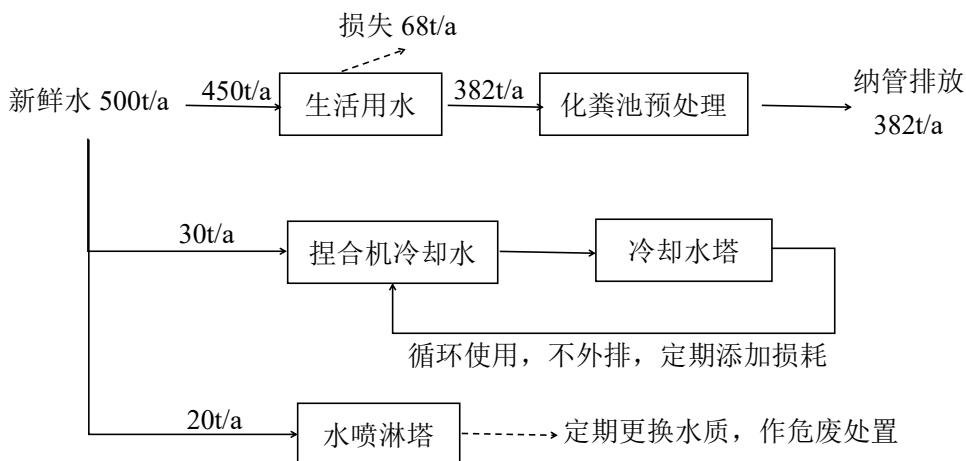 损失 68t/a
新鲜水 500t/a
450t/a
生活用水
382t/a
化粪池预处理
纳管排放
382t/a
30t/a
捏合机冷却水
冷却水塔
循环使用，不外排，定期添加损耗
20t/a
水喷淋塔
定期更换水质，作危废处置